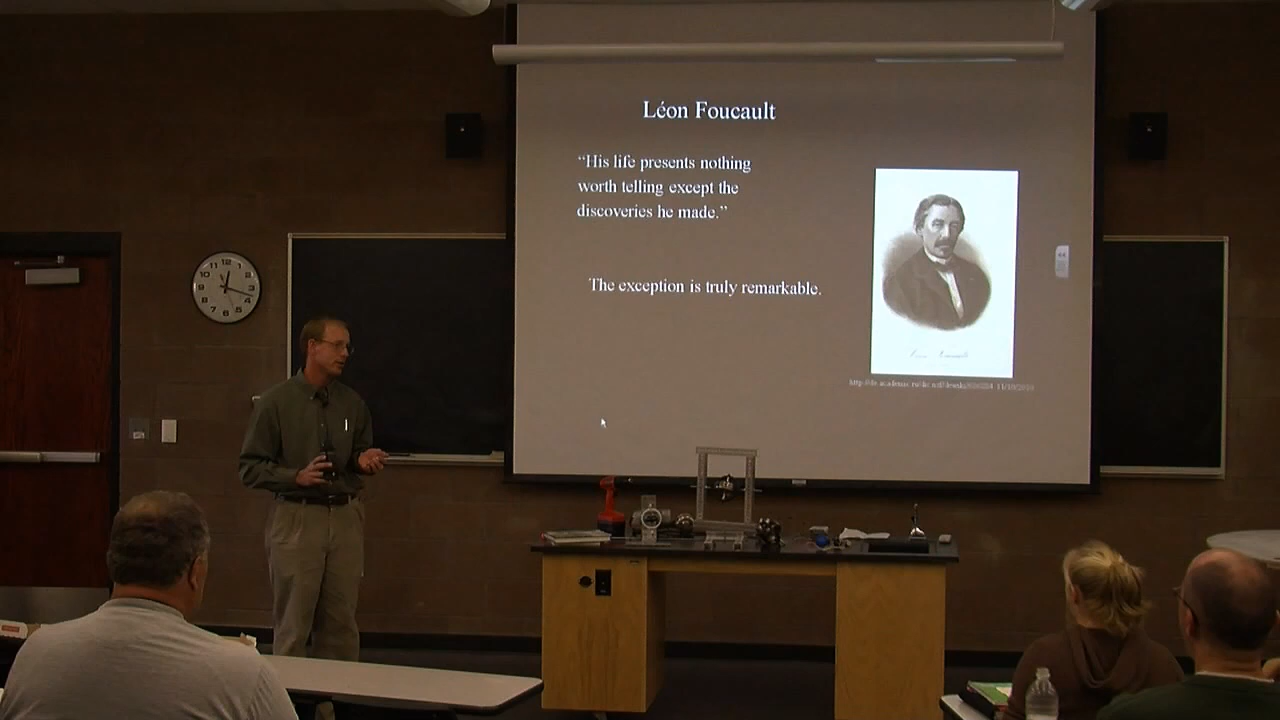 Léon Foucault
“His life presents nothing
worth telling except the
discoveries he made.”
The exception is truly remarkable.